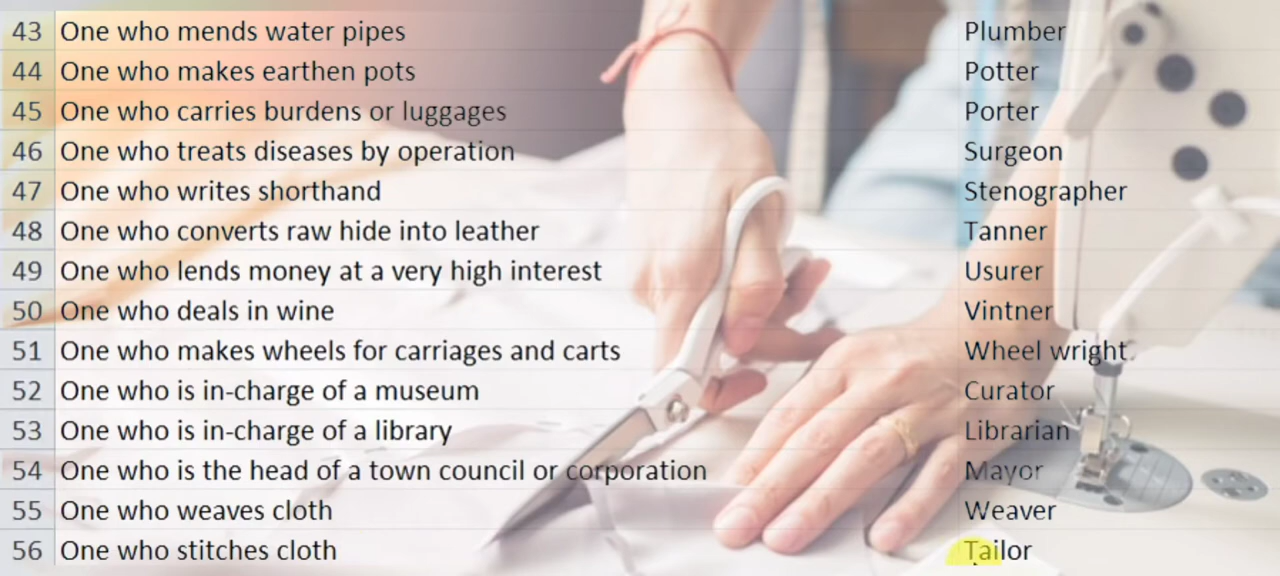 43 One who mends water pipes Plumber
44 One who makes earthen pots Potter
45 One who carries burdens or luggages Porter
46 One who treats diseases by operation Surgeon
47 One who writes shorthand Stenographer
48 One who converts raw hide into leather Tanner
49 One who lends money at a very high interest Usurer
50 One who deals in wine Vintner
51 One who makes wheels for carriages and carts Wheel wright
52 One who is in-charge of a museum Curator
53 One who is in-charge of a library Librarian
54 One who is the head of a town council or corporation Mayor
55 One who weaves cloth Weaver
56 One who stitches cloth Tailor